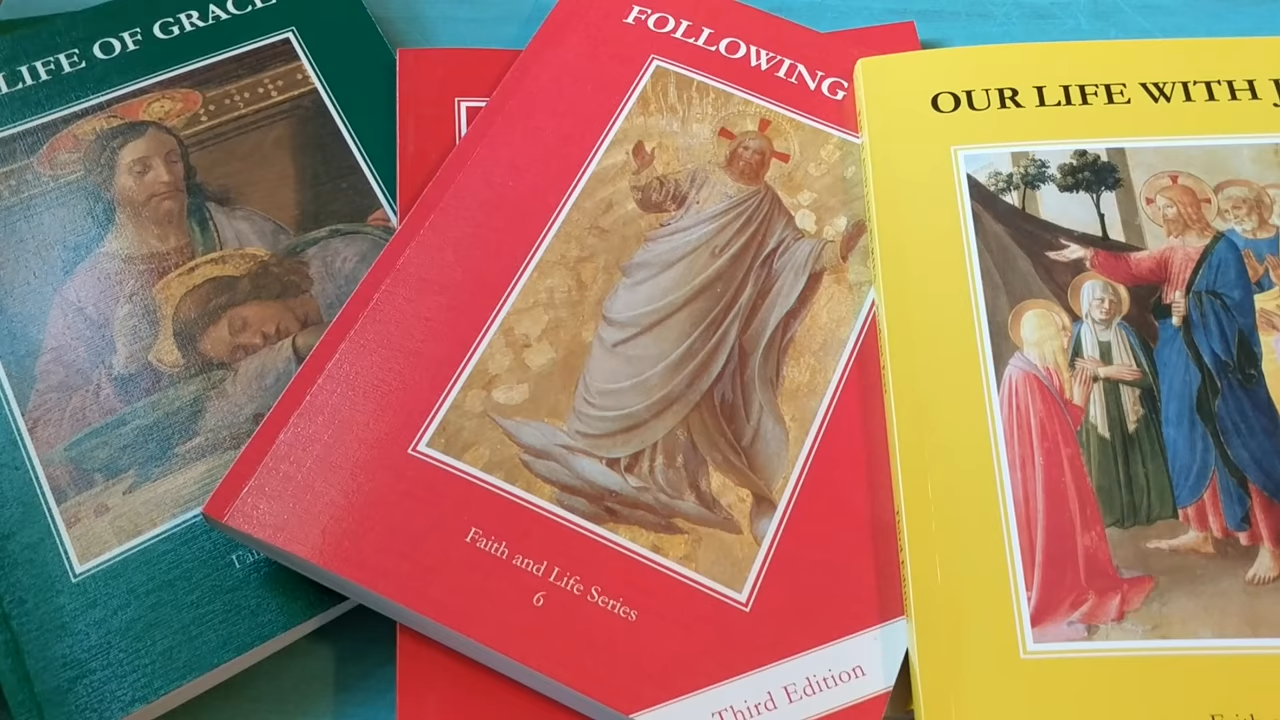 LIFE OF GRACE
FOLLOWING
Faith and Life Series
6
Third Edition
OUR LIFE WITH